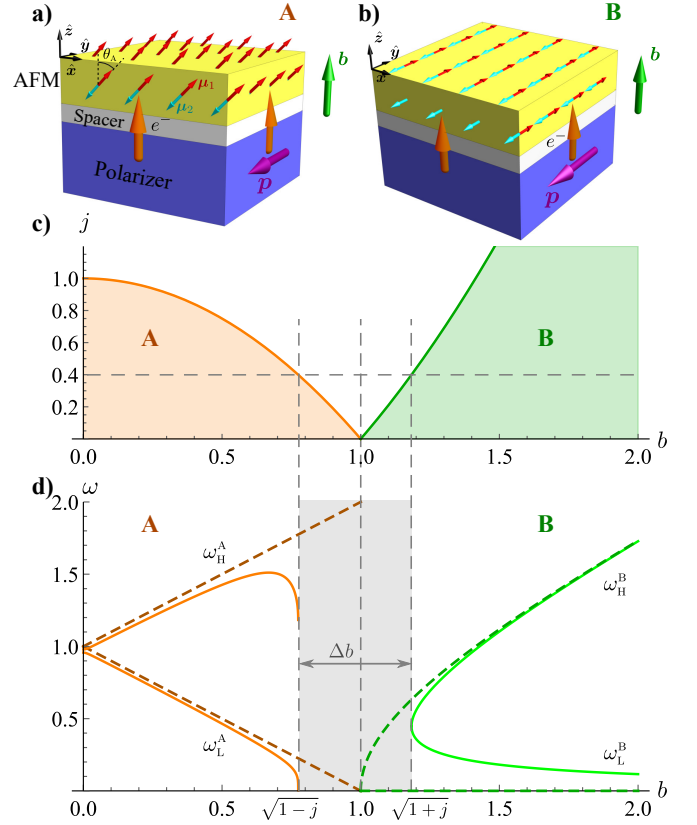 a) A b) B
ẑ ŷ x̂ θ_A b
AFM μ₁ μ₂
Spacer e⁻
Polarizer p
ẑ ŷ x̂ b
e⁻
p
c) j
1.0 A B
0.8
0.6
0.4
0.2
0.0 0.5 1.0 1.5 2.0 b
d) ω
2.0 A B
ω_H^A ω_H^B
1.5
1.0
Δb
0.5 ω_L^A ω_L^B
0.0 0.5 √1−j 1.0 √1+j 1.5 2.0 b